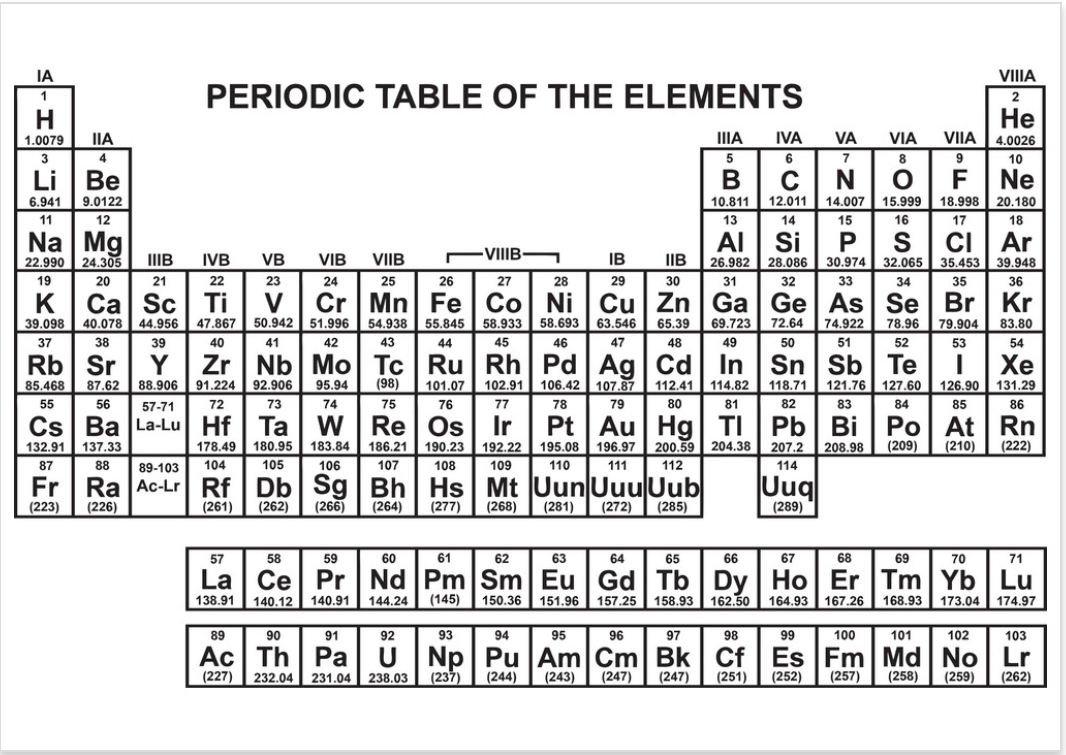 IA VIIIA
PERIODIC TABLE OF THE ELEMENTS
1 2
H He
1.0079 IIA IIIA IVA VA VIA VIIA 4.0026
3 4 5 6 7 8 9 10
Li Be B C N O F Ne
6.941 9.0122 10.811 12.011 14.007 15.999 18.998 20.180
11 12 13 14 15 16 17 18
Na Mg Al Si P S Cl Ar
22.990 24.305 IIIB IVB VB VIB VIIB VIIIB IB IIB 26.982 28.086 30.974 32.065 35.453 39.948
19 20 21 22 23 24 25 26 27 28 29 30 31 32 33 34 35 36
K Ca Sc Ti V Cr Mn Fe Co Ni Cu Zn Ga Ge As Se Br Kr
39.098 40.078 44.956 47.867 50.942 51.996 54.938 55.845 58.933 58.693 63.546 65.39 69.723 72.64 74.922 78.96 79.904 83.80
37 38 39 40 41 42 43 44 45 46 47 48 49 50 51 52 53 54
Rb Sr Y Zr Nb Mo Tc Ru Rh Pd Ag Cd In Sn Sb Te I Xe
85.468 87.62 88.906 91.224 92.906 95.94 (98) 101.07 102.91 106.42 107.87 112.41 114.82 118.71 121.76 127.60 126.90 131.29
55 56 57-71 72 73 74 75 76 77 78 79 80 81 82 83 84 85 86
Cs Ba La-Lu Hf Ta W Re Os Ir Pt Au Hg Tl Pb Bi Po At Rn
132.91 137.33 178.49 180.95 183.84 186.21 190.23 192.22 195.08 196.97 200.59 204.38 207.2 208.98 (209) (210) (222)
87 88 89-103 104 105 106 107 108 109 110 111 112 114
Fr Ra Ac-Lr Rf Db Sg Bh Hs Mt Uun Uuu Uub Uuq
(223) (226) (261) (262) (266) (264) (277) (268) (281) (272) (285) (289)
57 58 59 60 61 62 63 64 65 66 67 68 69 70 71
La Ce Pr Nd Pm Sm Eu Gd Tb Dy Ho Er Tm Yb Lu
138.91 140.12 140.91 144.24 (145) 150.36 151.96 157.25 158.93 162.50 164.93 167.26 168.93 173.04 174.97
89 90 91 92 93 94 95 96 97 98 99 100 101 102 103
Ac Th Pa U Np Pu Am Cm Bk Cf Es Fm Md No Lr
(227) 232.04 231.04 238.03 (237) (244) (243) (247) (247) (251) (252) (257) (258) (259) (262)